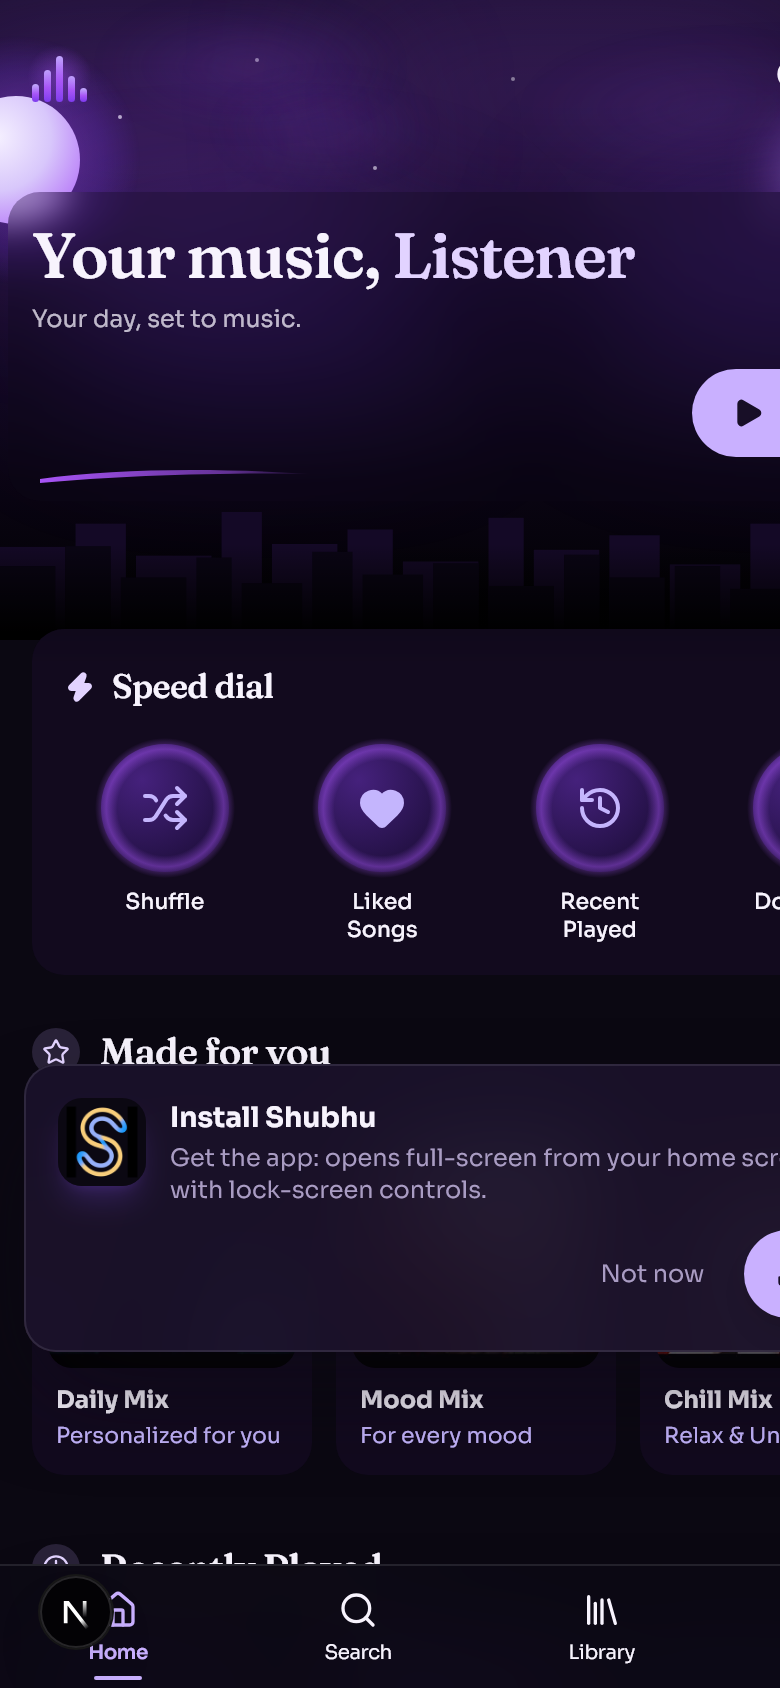 Your music, Listener
Your day, set to music.
Speed dial
Shuffle
Liked
Songs
Recent
Played
Made for you
Install Shubhu
Get the app: opens full-screen from your home
with lock-screen controls.
Not now
Daily Mix
Personalized for you
Mood Mix
For every mood
Chill Mix
Relax &
Recently Played
N
Home
Search
Library